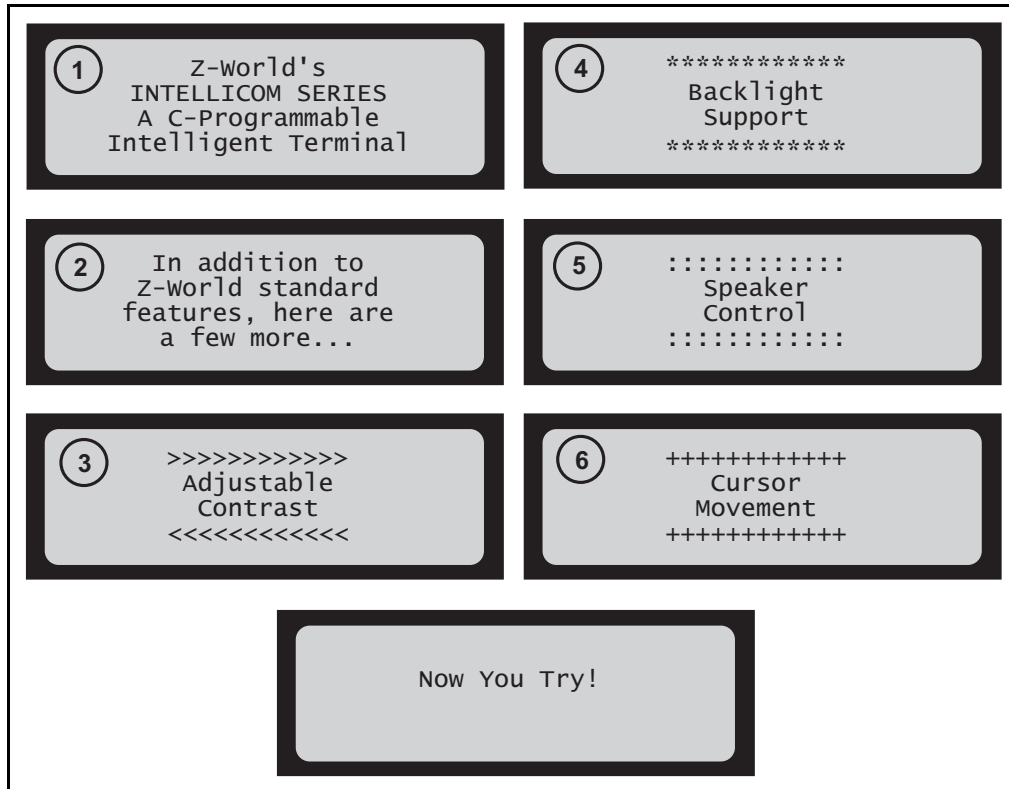 1
Z-World's
INTELLICOM SERIES
A C-Programmable
Intelligent Terminal
2
In addition to
Z-World standard
features, here are
a few more...
3
>>>>>>>>>>>>
Adjustable
Contrast
<<<<<<<<<<<<
4
************
Backlight
Support
************
5
::::::::::::
Speaker
Control
::::::::::::
6
++++++++++++
Cursor
Movement
++++++++++++
Now You Try!